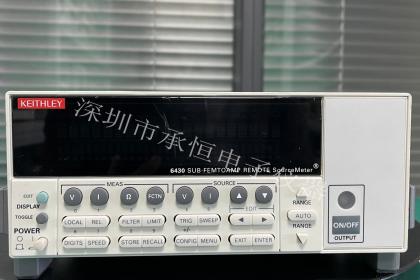 KEITHLEY
深圳市承恒电子
6430 SUB-FEMTOAMP REMOTE SourceMeter®
MEAS SOURCE
EXIT
DISPLAY
TOGGLE
POWER
V I Ω FCTN V I
EDIT
LOCAL REL FILTER LIMIT TRIG SWEEP
+/-
DIGITS SPEED STORE RECALL CONFIG MENU EXIT ENTER
RANGE
AUTO
RANGE
ON/OFF
OUTPUT